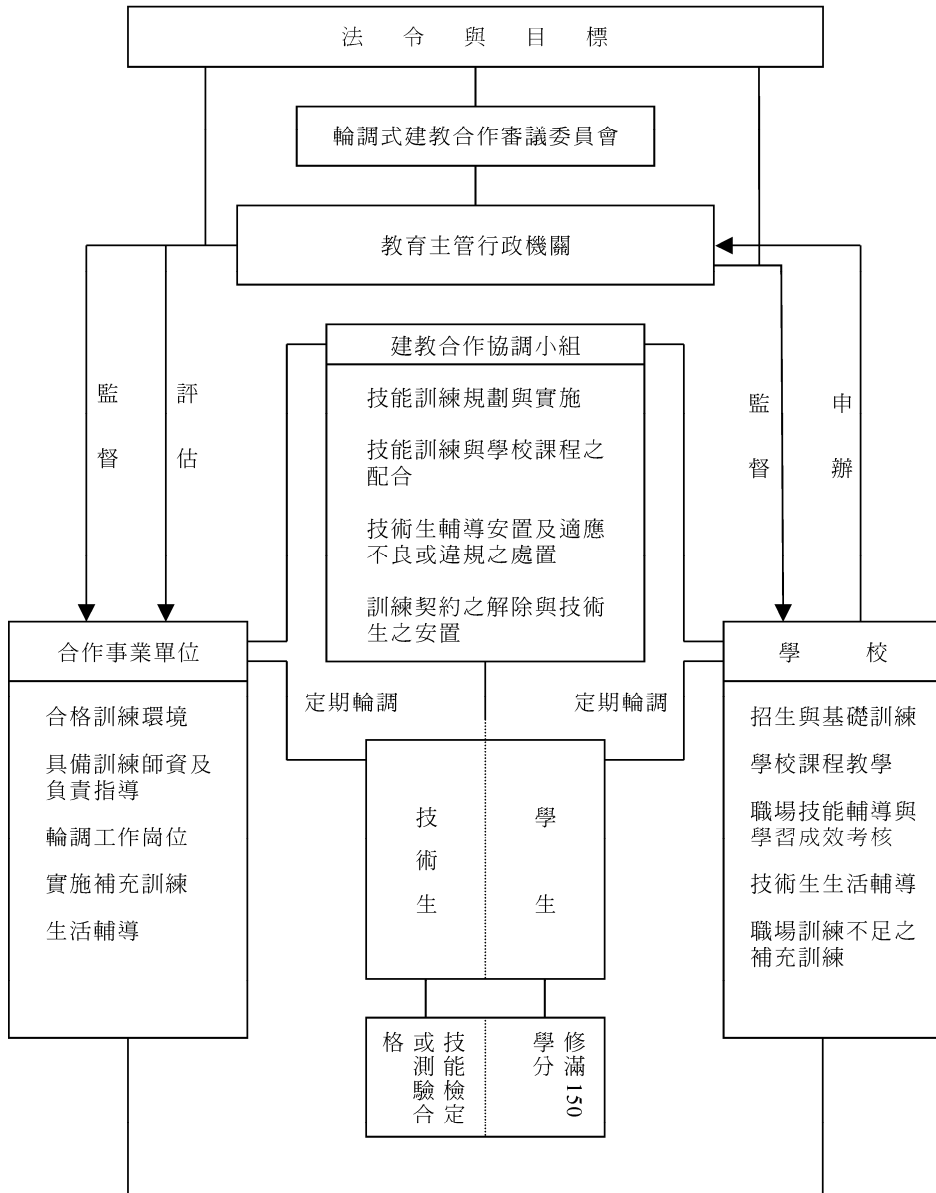 法令與目標
輪調式建教合作審議委員會
教育主管行政機關
監督
評估
監督
申辦
建教合作協調小組
技能訓練規劃與實施
技能訓練與學校課程之
配合
技術生輔導安置及適應
不良或違規之處置
訓練契約之解除與技術
生之安置
合作事業單位
合格訓練環境
具備訓練師資及
負責指導
輪調工作崗位
實施補充訓練
生活輔導
定期輪調
定期輪調
學校
招生與基礎訓練
學校課程教學
職場技能輔導與
學習成效考核
技術生生活輔導
職場訓練不足之
補充訓練
技術生
學生
技能檢定
或測驗合
格
修滿150
學分